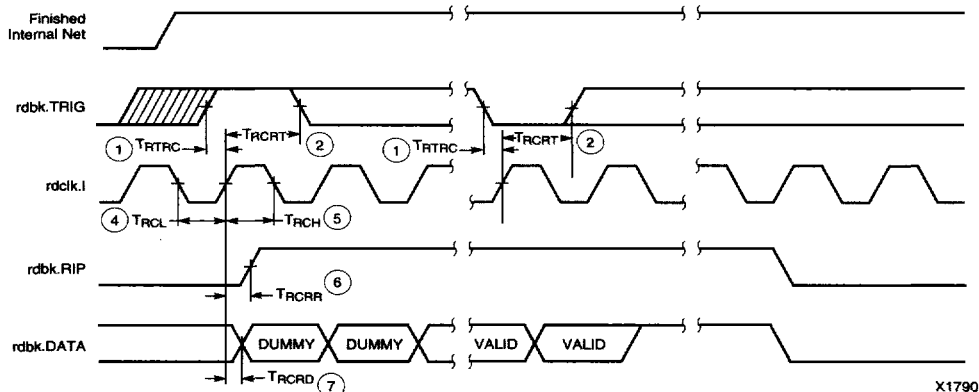 Finished
Internal Net
rdbk.TRIG
① TRTRC
TRCRT
②
① TRTRC
TRCRT
②
rdclk.I
④ TRCL
TRCH ⑤
rdbk.RIP
TRCRR ⑥
rdbk.DATA
DUMMY DUMMY VALID VALID
TRCRD ⑦
X1790